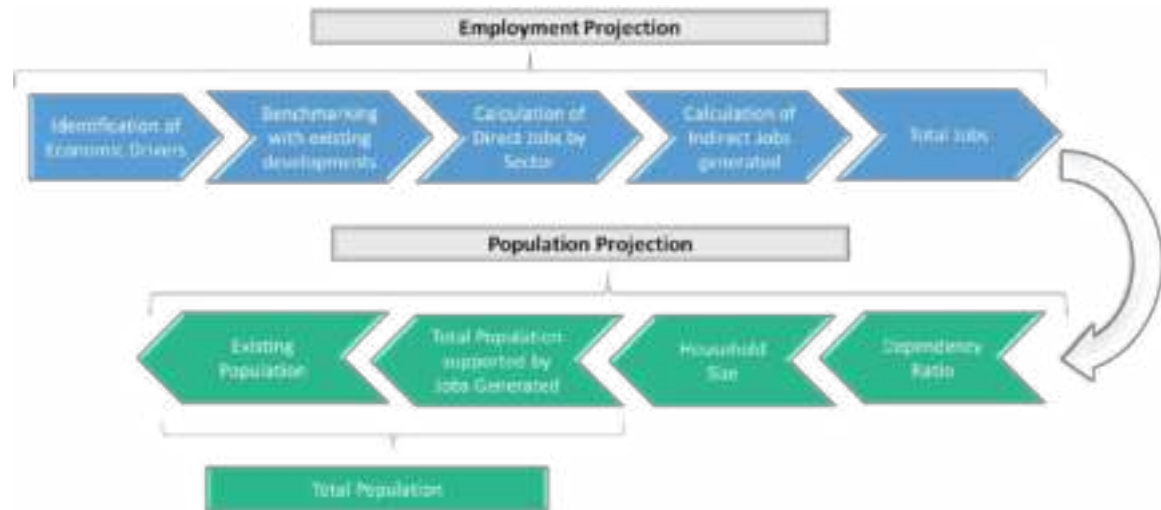 Employment Projection
Identification of
Economic Drivers
Benchmarking
with existing
developments
Calculation of
Direct Jobs by
Sector
Calculation of
Indirect Jobs
generated
Total Jobs
Population Projection
Existing
Population
Total Population
supported by
Jobs Generated
Household
Size
Dependency
Ratio
Total Population